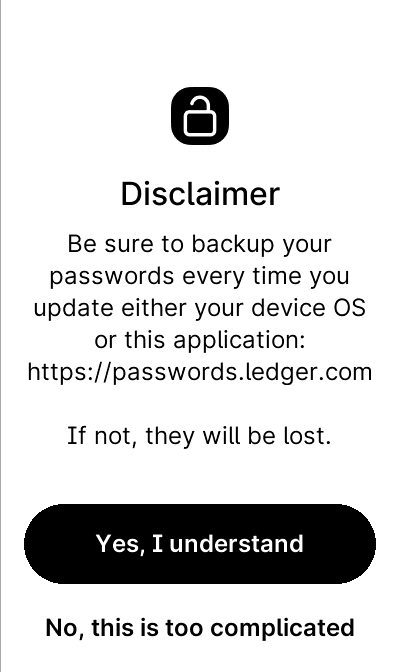 Disclaimer
Be sure to backup your
passwords every time you
update either your device OS
or this application:
https://passwords.ledger.com
If not, they will be lost.
Yes, I understand
No, this is too complicated